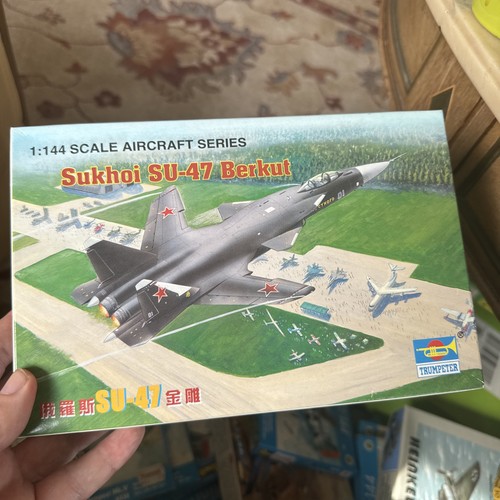 1:144 SCALE AIRCRAFT SERIES
Sukhoi SU-47 Berkut
01
TRUMPETER
俄羅斯SU-47金雕
HEINKEL